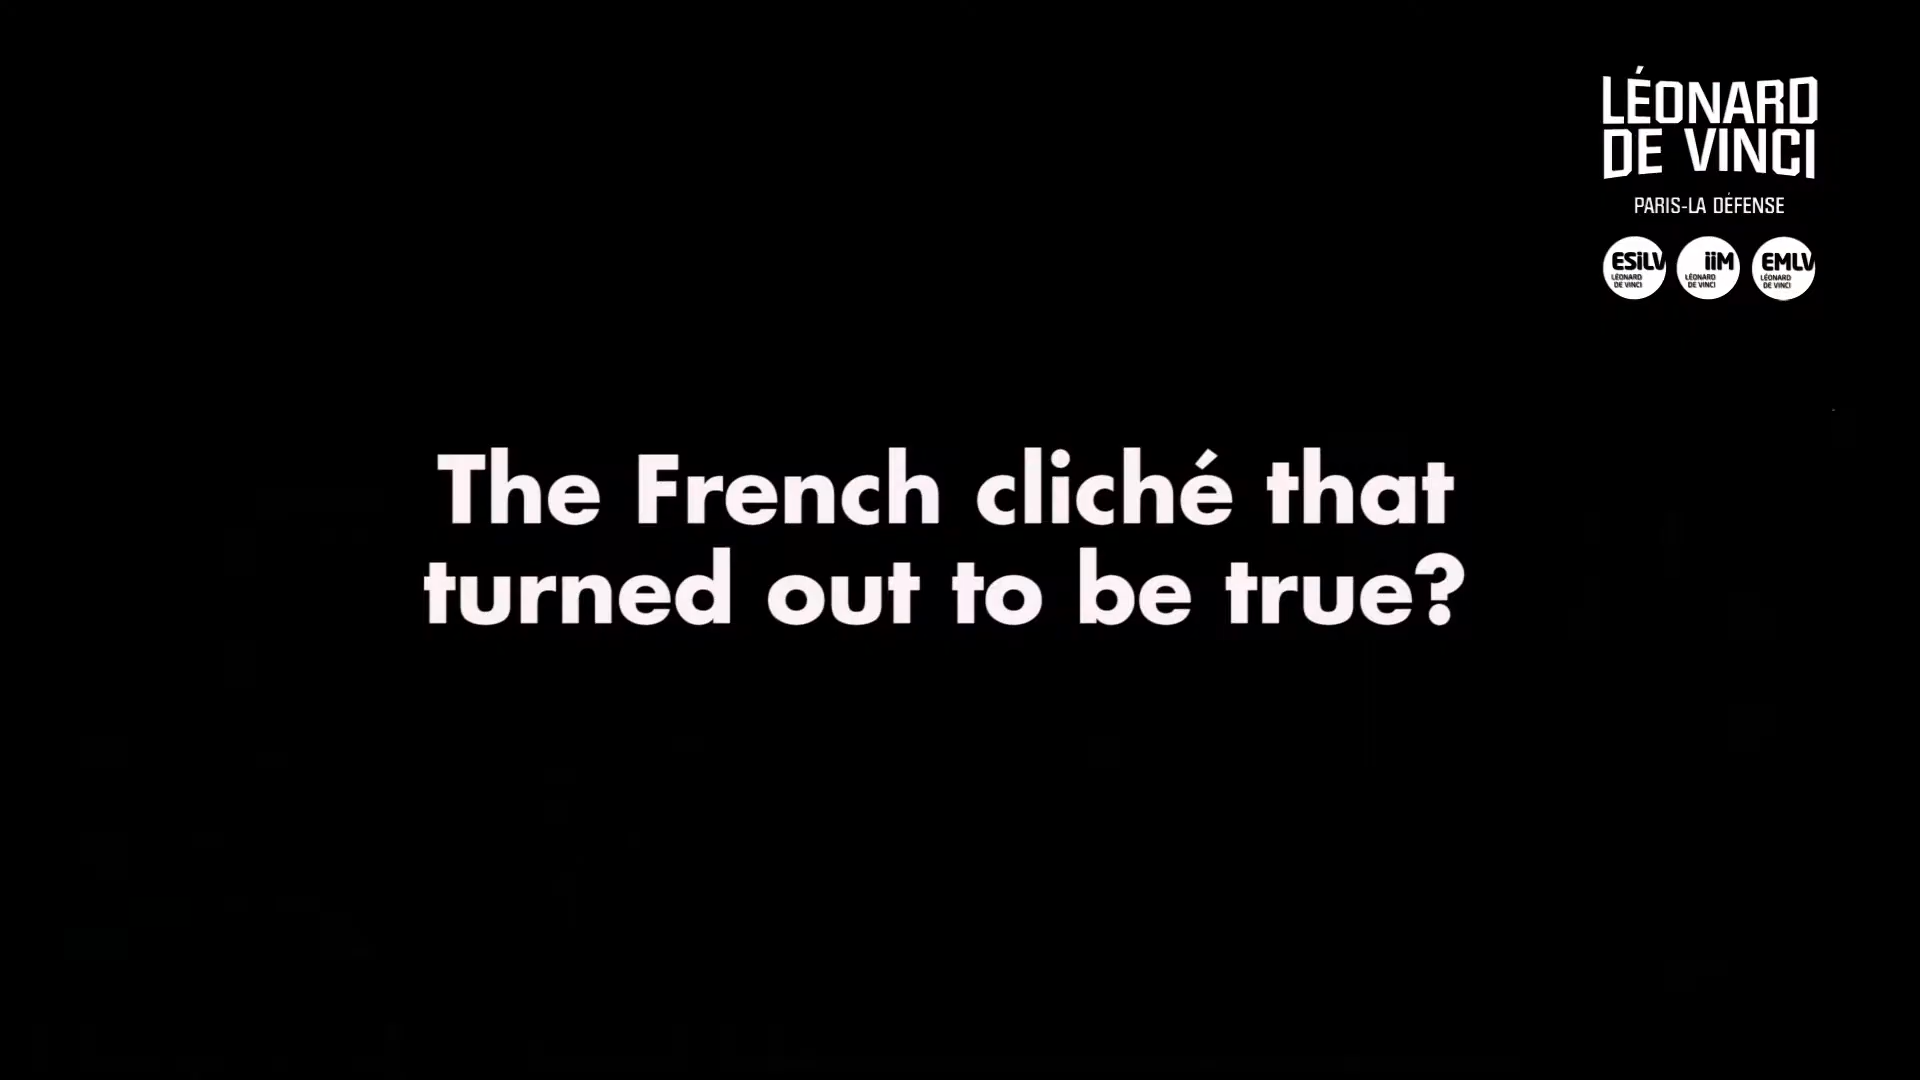 LÉONARD
DE VINCI
PARIS-LA DÉFENSE
ESiLV
LÉONARD
DE VINCI
iiM
LÉONARD
DE VINCI
EMLV
LÉONARD
DE VINCI
The French cliché that
turned out to be true?